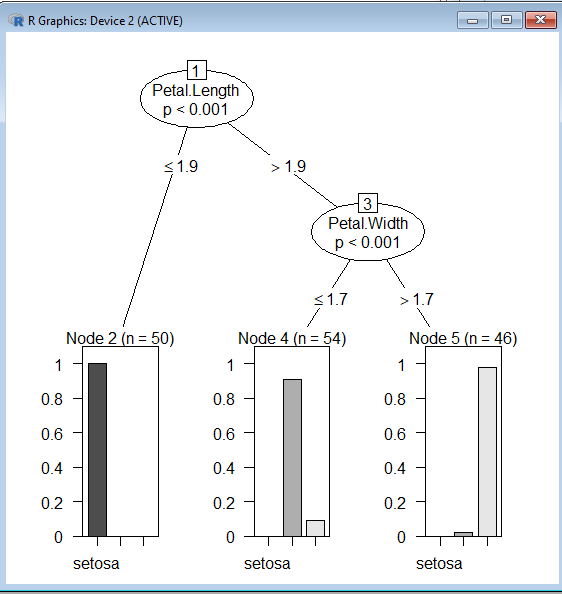 R Graphics: Device 2 (ACTIVE)
1
Petal.Length
p < 0.001
≤ 1.9
> 1.9
3
Petal.Width
p < 0.001
≤ 1.7
> 1.7
Node 2 (n = 50)
1
0.8
0.6
0.4
0.2
0
setosa
Node 4 (n = 54)
1
0.8
0.6
0.4
0.2
0
setosa
Node 5 (n = 46)
1
0.8
0.6
0.4
0.2
0
setosa